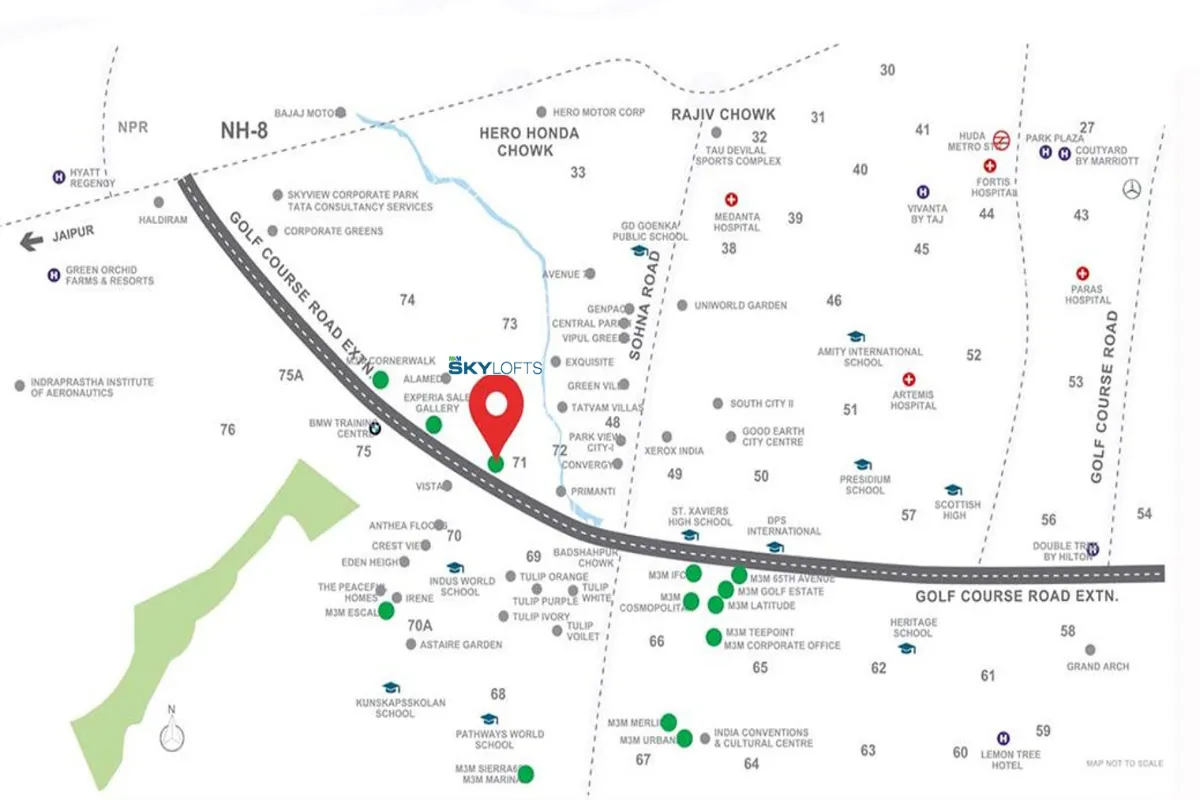 30
NPR
NH-8
BAJAJ MOTORS
HERO MOTOR CORP
HERO HONDA
CHOWK
33
RAJIV CHOWK
32
31
TAU DEVILAL
SPORTS COMPLEX
41
40
HUDA
METRO ST
PARK PLAZA
27
COUTYARD
BY MARRIOTT
FORTIS
HOSPITAL
HYATT
REGENCY
HALDIRAM
JAIPUR
GREEN ORCHID
FARMS & RESORTS
SKYVIEW CORPORATE PARK
TATA CONSULTANCY SERVICES
CORPORATE GREENS
GOLF COURSE ROAD EXTN.
GD GOENKA
PUBLIC SCHOOL
MEDANTA
HOSPITAL
38
39
VIVANTA
BY TAJ
44
43
45
AVENUE 7
SOHNA ROAD
PARAS
HOSPITAL
74
73
GENPAC
CENTRAL PARK
VIPUL GREE
UNIWORLD GARDEN
46
AMITY INTERNATIONAL
SCHOOL
52
GOLF COURSE ROAD
53
INDRAPRASTHA INSTITUTE
OF AERONAUTICS
75A
M3M CORNERWALK
ALAMED
M3M
SKYLOFTS
EXQUISITE
GREEN VIL
EXPERIA SALE
GALLERY
TATVAM VILLAS
48
SOUTH CITY II
51
ARTEMIS
HOSPITAL
76
BMW TRAINING
CENTRE
75
71
72
PARK VIEW
CITY-I
CONVERGY
XEROX INDIA
GOOD EARTH
CITY CENTRE
49
50
PRESIDIUM
SCHOOL
SCOTTISH
HIGH
VISTA
PRIMANTI
ST. XAVIERS
HIGH SCHOOL
DPS
INTERNATIONAL
57
56
54
DOUBLE TRE
BY HILTON
ANTHEA FLOO S
70
CREST VIE
EDEN HEIGH
69
BADSHAHPUR
CHOWK
INDUS WORLD
SCHOOL
THE PEACEFUL
HOMES
IRENE
M3M ESCAL
TULIP ORANGE
TULIP PURPLE
TULIP
WHITE
TULIP IVORY
TULIP
VOILET
70A
ASTAIRE GARDEN
M3M IFC
M3M 65TH AVENUE
M3M GOLF ESTATE
M3M
COSMOPOLITA
M3M LATITUDE
M3M TEEPOINT
M3M CORPORATE OFFICE
GOLF COURSE ROAD EXTN.
HERITAGE
SCHOOL
58
GRAND ARCH
66
65
62
61
KUNSKAPSSKOLAN
SCHOOL
68
PATHWAYS WORLD
SCHOOL
N
M3M MERLI
M3M URBAN
INDIA CONVENTIONS
& CULTURAL CENTRE
67
64
63
60
59
LEMON TREE
HOTEL
M3M SIERRA68
M3M MARINA
MAP NOT TO SCALE